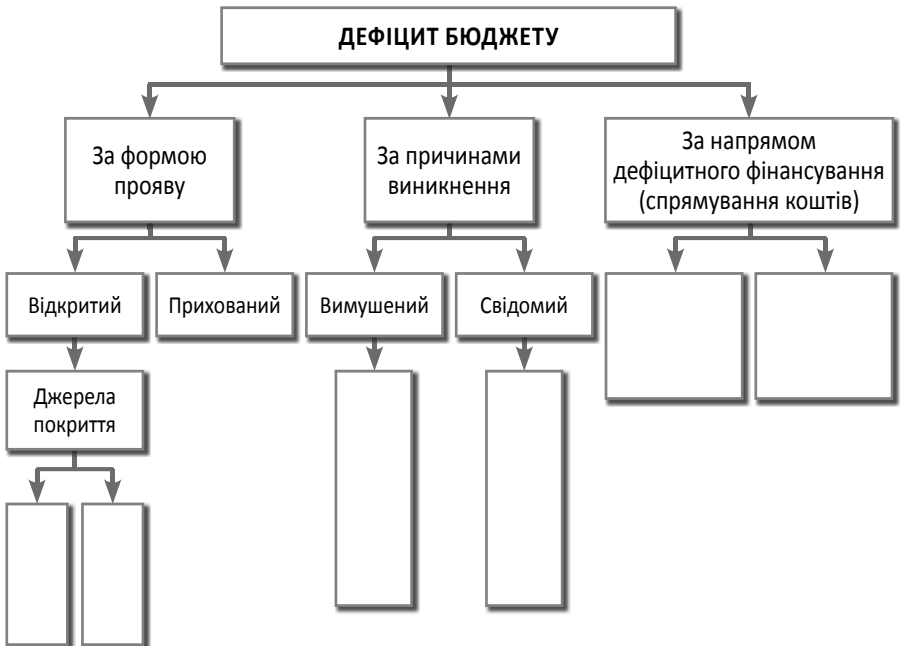 ДЕФІЦИТ БЮДЖЕТУ
За формою
прояву
За причинами
виникнення
За напрямом
дефіцитного фінансування
(спрямування коштів)
Відкритий
Прихований
Вимушений
Свідомий
Джерела
покриття